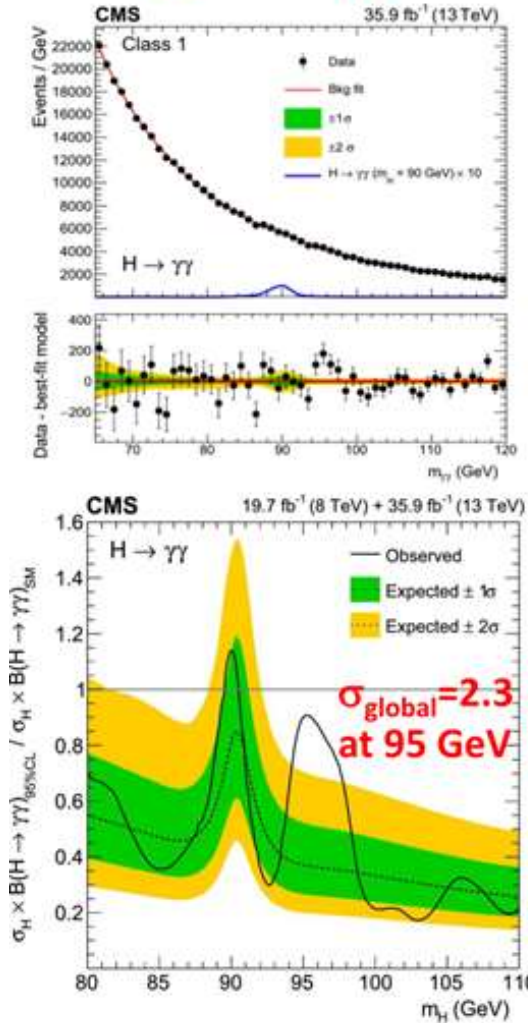 CMS 35.9 fb⁻¹ (13 TeV)
Events / GeV
22000
20000
18000
16000
14000
12000
10000
8000
6000
4000
2000
Class 1
Data
Bkg fit
±1σ
±2 σ
H → γγ (m_H = 90 GeV) × 10
H → γγ
Data - best-fit model
400
200
0
−200
70 80 90 100 110 120
m_γγ (GeV)
CMS 19.7 fb⁻¹ (8 TeV) + 35.9 fb⁻¹ (13 TeV)
σ_H × B(H → γγ)_95%CL / σ_H × B(H → γγ)_SM
1.6
1.4
1.2
1
0.8
0.6
0.4
0.2
H → γγ
Observed
Expected ± 1σ
Expected ± 2σ
σ_global=2.3
at 95 GeV
80 85 90 95 100 105 110
m_H (GeV)